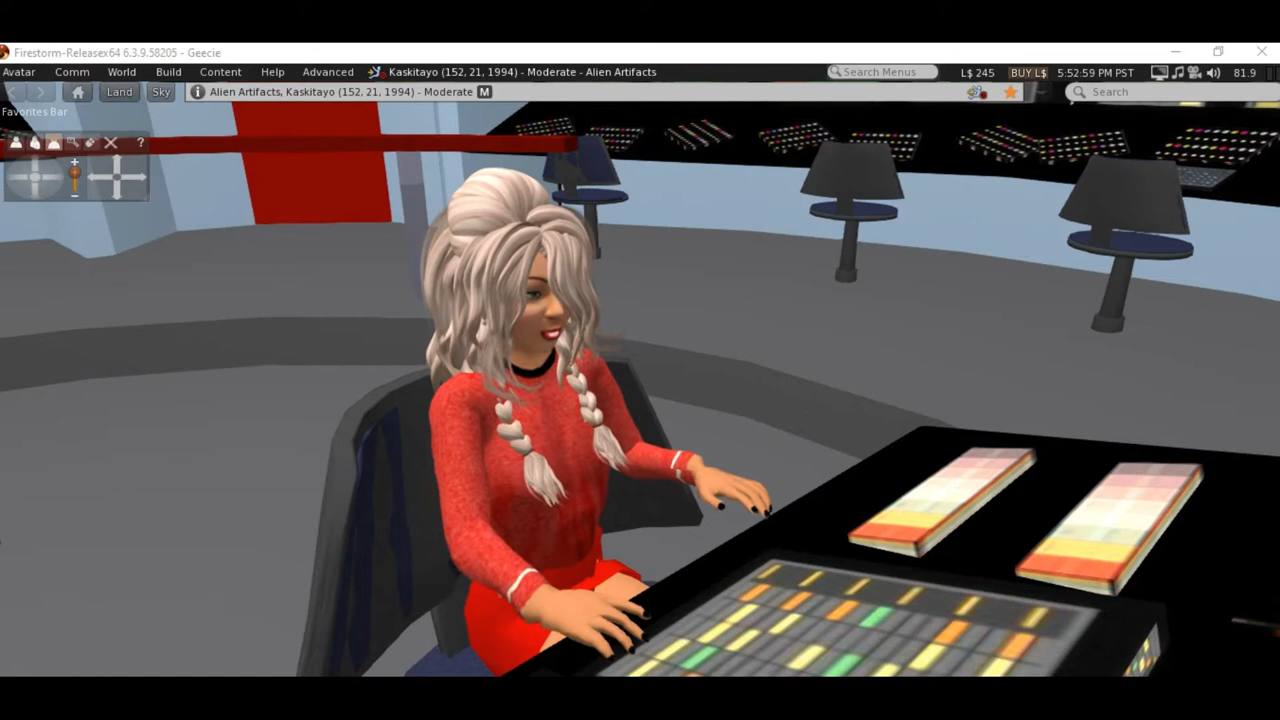 Firestorm-Releasex64 6.3.9.58205 - Geecie
Avatar Comm World Build Content Help Advanced Kaskitayo (152, 21, 1994) - Moderate - Alien Artifacts Search Menus L$ 245 BUY L$ 5:52:59 PM PST 81.9
Land Sky Alien Artifacts, Kaskitayo (152, 21, 1994) - Moderate M Search
Favorites Bar
?